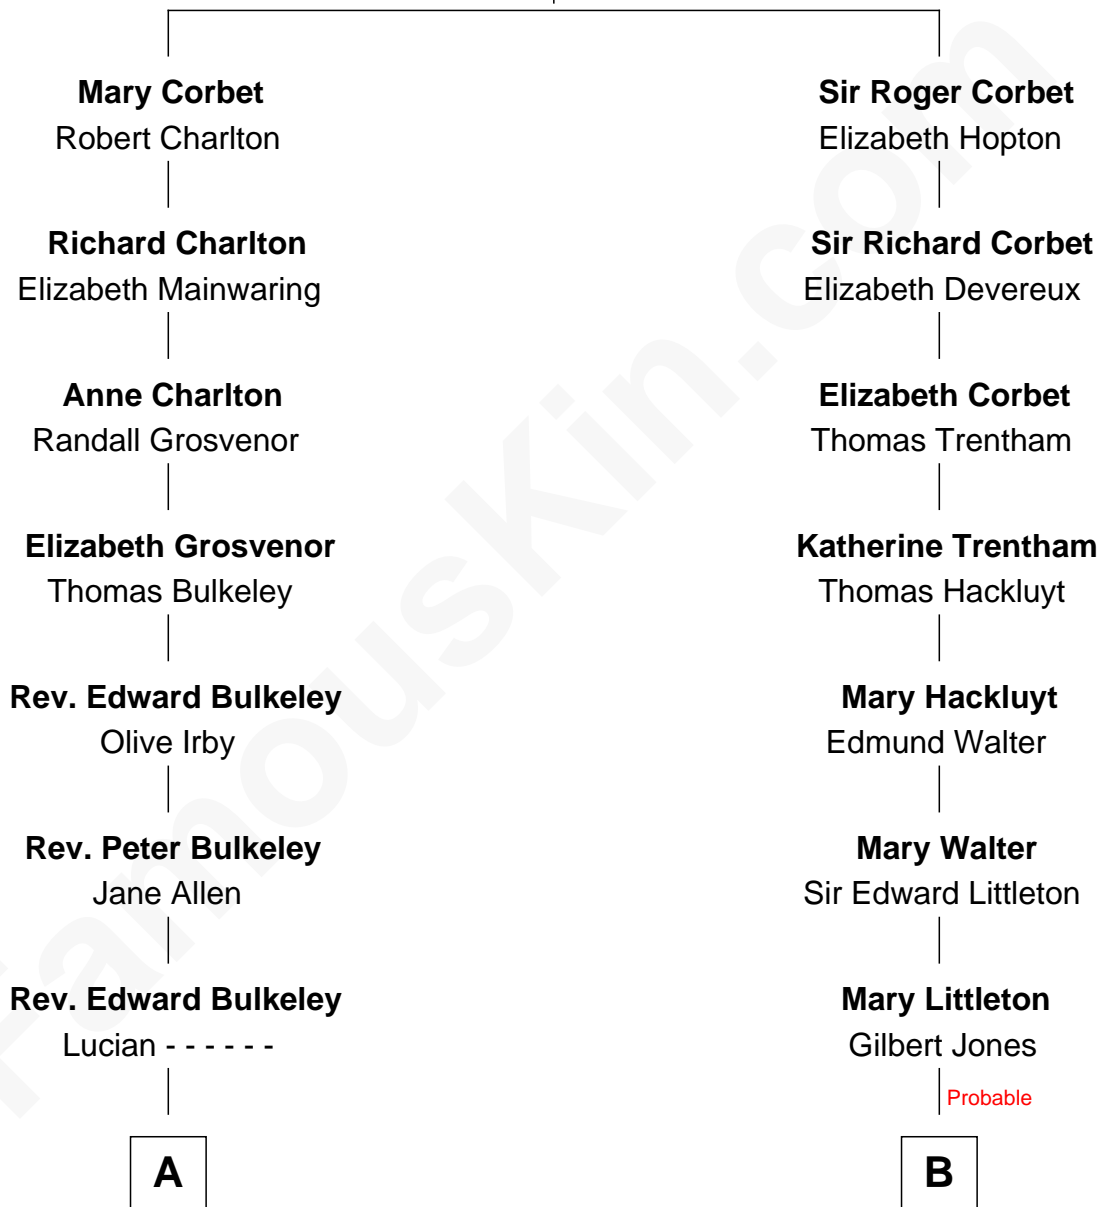 Mary Corbet
Robert Charlton
Sir Roger Corbet
Elizabeth Hopton
Richard Charlton
Elizabeth Mainwaring
Sir Richard Corbet
Elizabeth Devereux
Anne Charlton
Randall Grosvenor
Elizabeth Corbet
Thomas Trentham
Elizabeth Grosvenor
Thomas Bulkeley
Katherine Trentham
Thomas Hackluyt
Rev. Edward Bulkeley
Olive Irby
Mary Hackluyt
Edmund Walter
Rev. Peter Bulkeley
Jane Allen
Mary Walter
Sir Edward Littleton
Rev. Edward Bulkeley
Lucian - - - - - -
Mary Littleton
Gilbert Jones
Probable
A
B
FamousKin.com